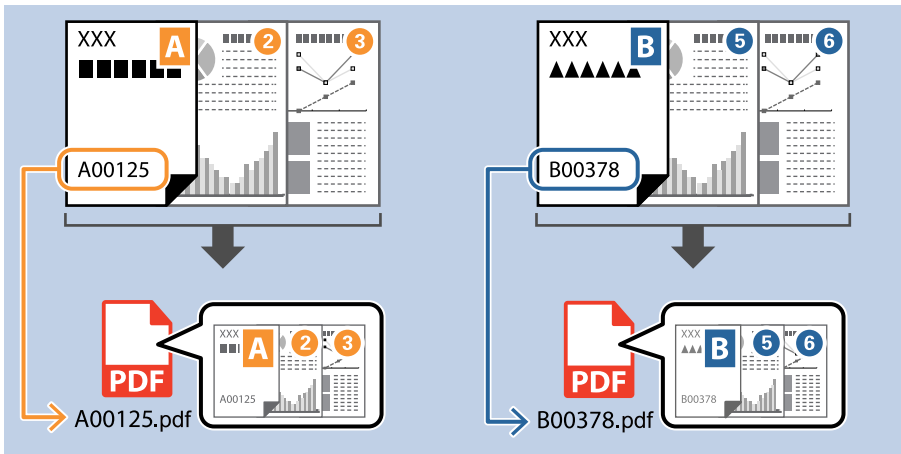 XXX
A
2
3
A00125
XXX
B
5
6
B00378
PDF
XXX
A
2
3
A00125
A00125.pdf
PDF
XXX
B
5
6
B00378
B00378.pdf